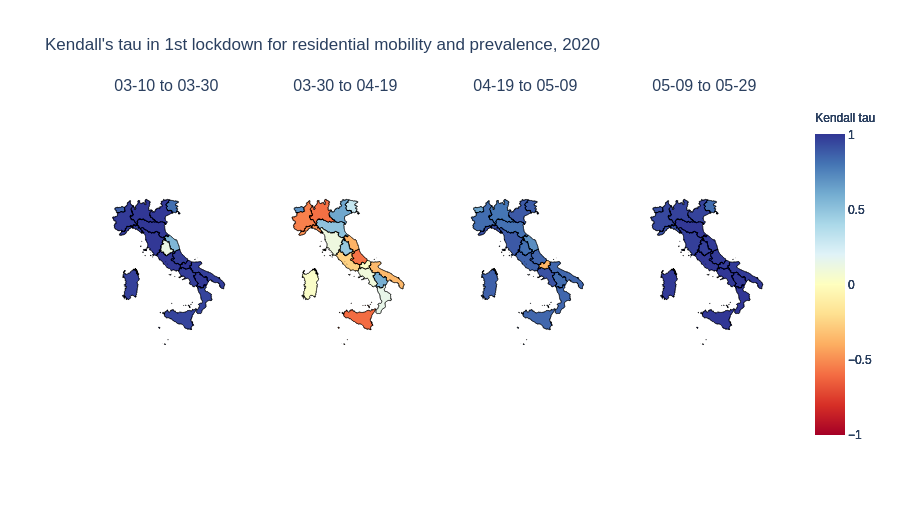 Kendall's tau in 1st lockdown for residential mobility and prevalence, 2020
03-10 to 03-30
03-30 to 04-19
04-19 to 05-09
05-09 to 05-29
Kendall tau
1
0.5
0
−0.5
−1